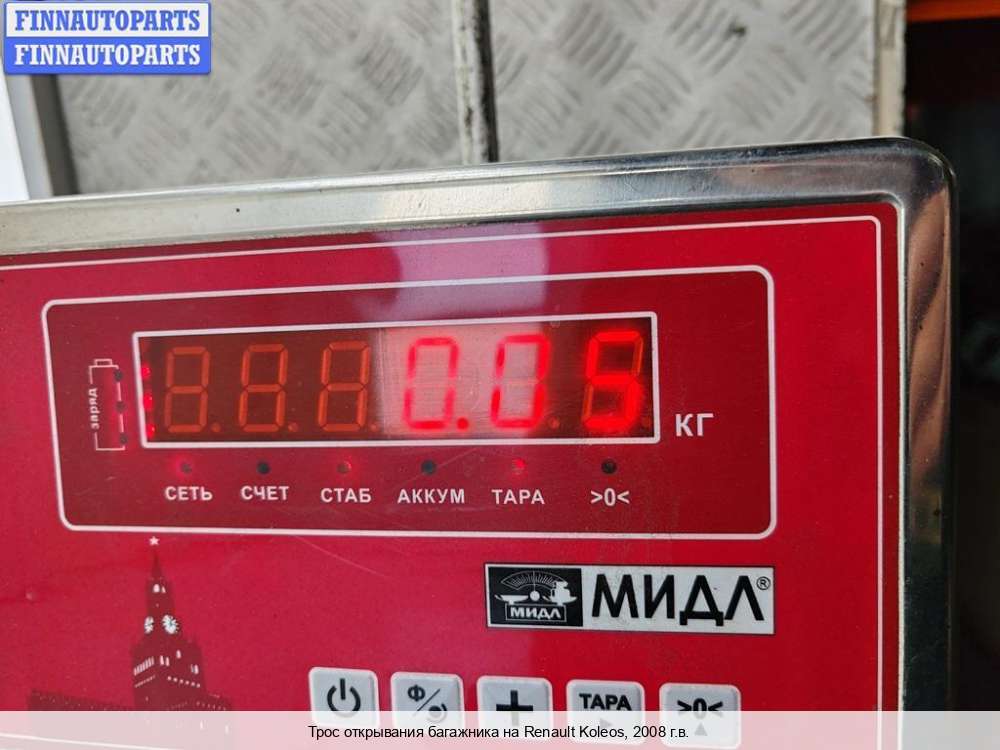 FINNAUTOPARTS
FINNAUTOPARTS
заряд
0.05
КГ
СЕТЬ СЧЕТ СТАБ АККУМ ТАРА >0<
МИДЛ МИДЛ®
Ф + ТАРА >0<
Трос открывания багажника на Renault Koleos, 2008 г.в.